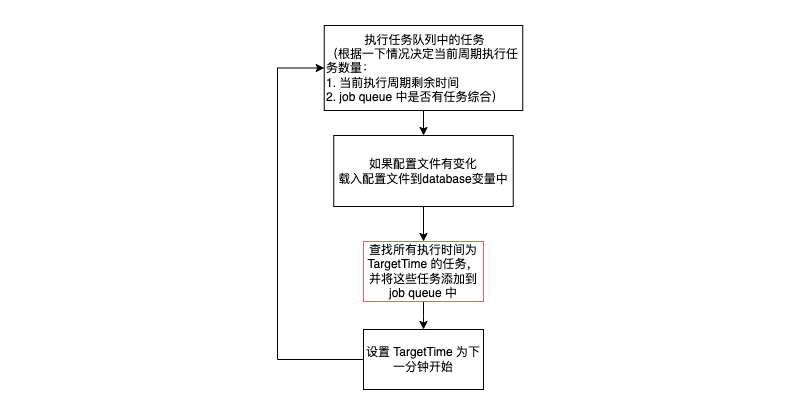 执行任务队列中的任务
（根据一下情况决定当前周期执行任
务数量：
1. 当前执行周期剩余时间
2. job queue 中是否有任务综合）
如果配置文件有变化
载入配置文件到database变量中
查找所有执行时间为
TargetTime 的任务，
并将这些任务添加到
job queue 中
设置 TargetTime 为下
一分钟开始